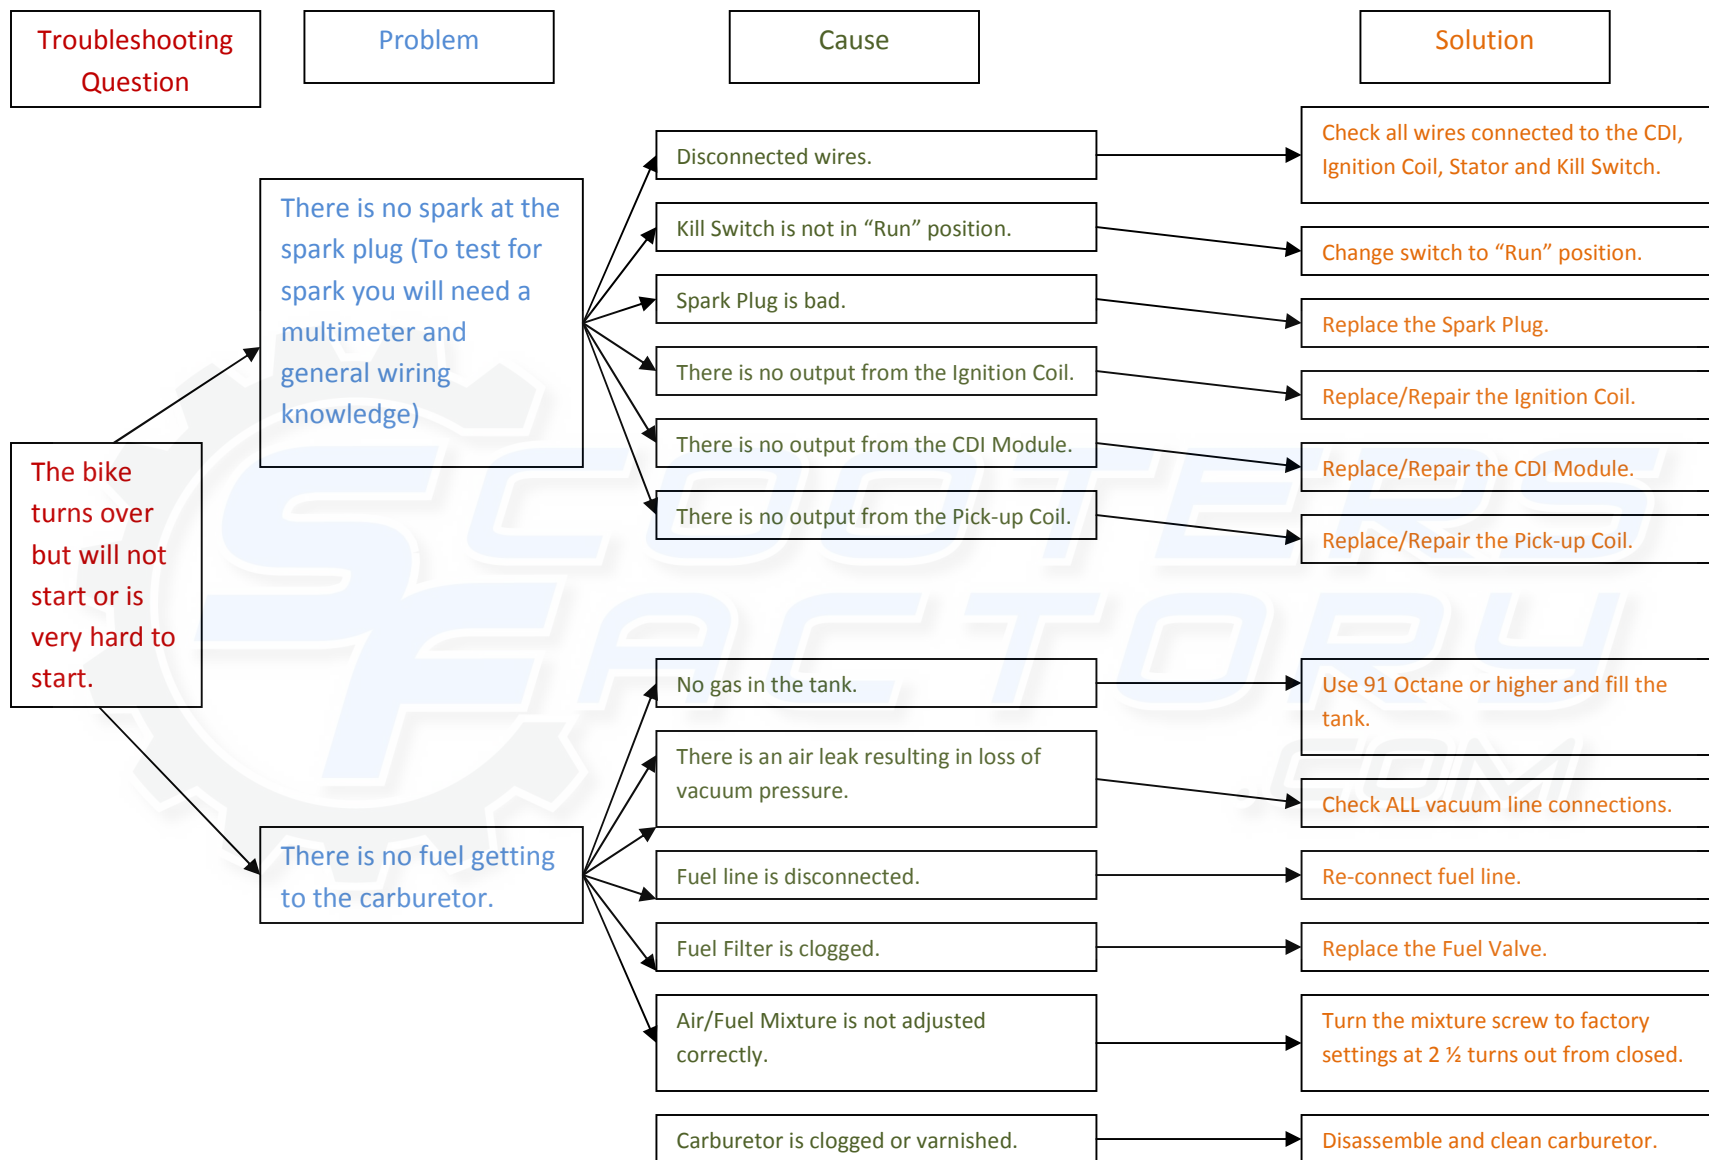 Troubleshooting
Question
Problem
Cause
Solution
The bike
turns over
but will not
start or is
very hard to
start.
There is no spark at the
spark plug (To test for
spark you will need a
multimeter and
general wiring
knowledge)
Disconnected wires.
Check all wires connected to the CDI,
Ignition Coil, Stator and Kill Switch.
Kill Switch is not in “Run” position.
Change switch to “Run” position.
Spark Plug is bad.
Replace the Spark Plug.
There is no output from the Ignition Coil.
Replace/Repair the Ignition Coil.
There is no output from the CDI Module.
Replace/Repair the CDI Module.
There is no output from the Pick-up Coil.
Replace/Repair the Pick-up Coil.
There is no fuel getting
to the carburetor.
No gas in the tank.
Use 91 Octane or higher and fill the
tank.
There is an air leak resulting in loss of
vacuum pressure.
Check ALL vacuum line connections.
Fuel line is disconnected.
Re-connect fuel line.
Fuel Filter is clogged.
Replace the Fuel Valve.
Air/Fuel Mixture is not adjusted
correctly.
Turn the mixture screw to factory
settings at 2 ½ turns out from closed.
Carburetor is clogged or varnished.
Disassemble and clean carburetor.
SCOOTERS
FACTORY
.COM